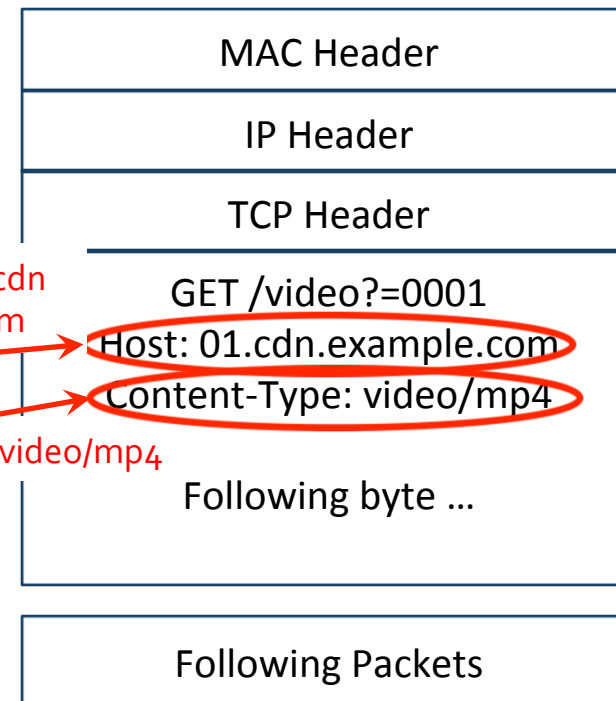 MAC Header
IP Header
TCP Header
cdn
m
GET /video?=0001
Host: 01.cdn.example.com
Content-Type: video/mp4
video/mp4
Following byte ...
Following Packets